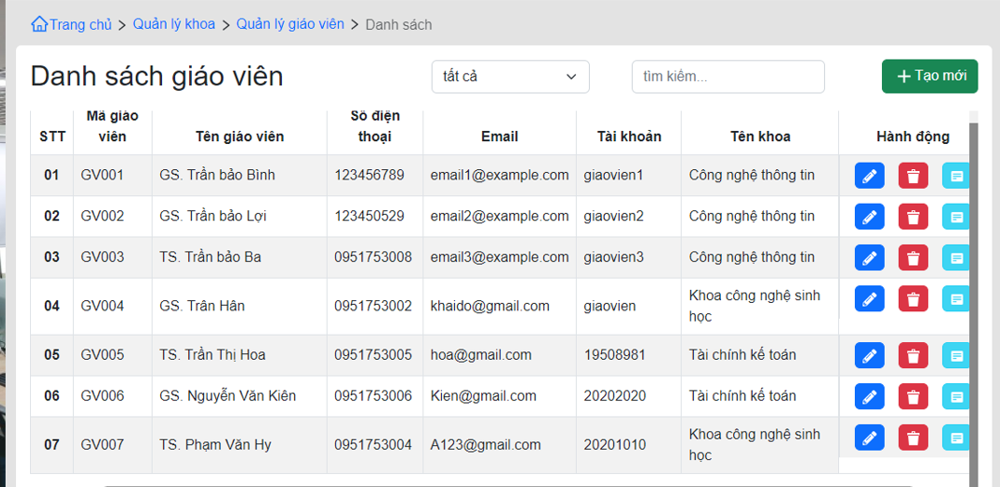 Trang chủ > Quản lý khoa > Quản lý giáo viên > Danh sách
Danh sách giáo viên tất cả tìm kiếm... + Tạo mới
STT Mã giáo viên Tên giáo viên Số điện thoại Email Tài khoản Tên khoa Hành động
01 GV001 GS. Trần bảo Bình 123456789 email1@example.com giaovien1 Công nghệ thông tin
02 GV002 GS. Trần bảo Lợi 123450529 email2@example.com giaovien2 Công nghệ thông tin
03 GV003 TS. Trần bảo Ba 0951753008 email3@example.com giaovien3 Công nghệ thông tin
04 GV004 GS. Trân Hân 0951753002 khaido@gmail.com giaovien Khoa công nghệ sinh học
05 GV005 TS. Trần Thị Hoa 0951753005 hoa@gmail.com 19508981 Tài chính kế toán
06 GV006 GS. Nguyễn Văn Kiên 0951753006 Kien@gmail.com 20202020 Tài chính kế toán
07 GV007 TS. Phạm Văn Hy 0951753004 A123@gmail.com 20201010 Khoa công nghệ sinh học